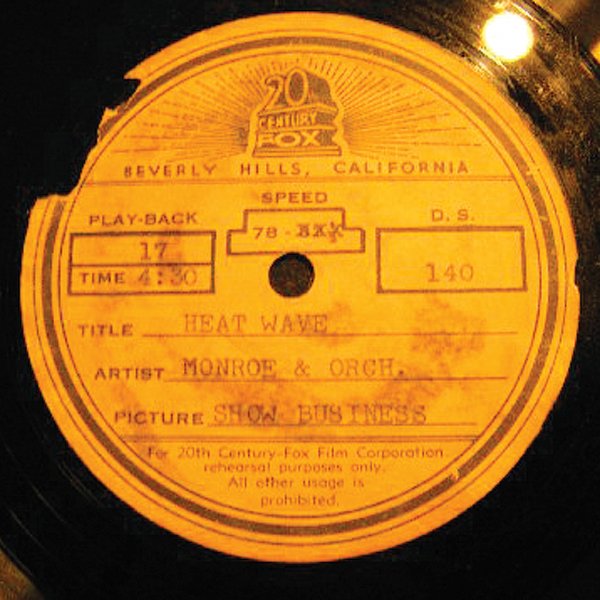 20
CENTURY
FOX
BEVERLY HILLS, CALIFORNIA
SPEED
PLAY-BACK
D. S.
17
78 -
TIME 4:30
140
TITLE HEAT WAVE
ARTIST MONROE & ORCH.
PICTURE SHOW BUSINESS
For 20th Century-Fox Film Corporation
rehearsal purposes only.
All other usage is
prohibited.